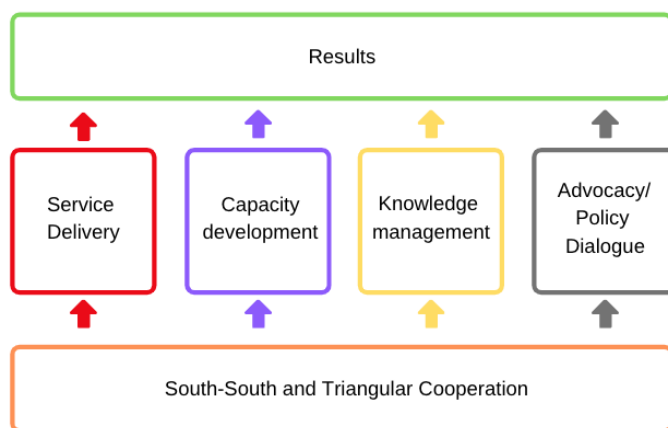 Results
Service
Delivery
Capacity
development
Knowledge
management
Advocacy/
Policy
Dialogue
South-South and Triangular Cooperation